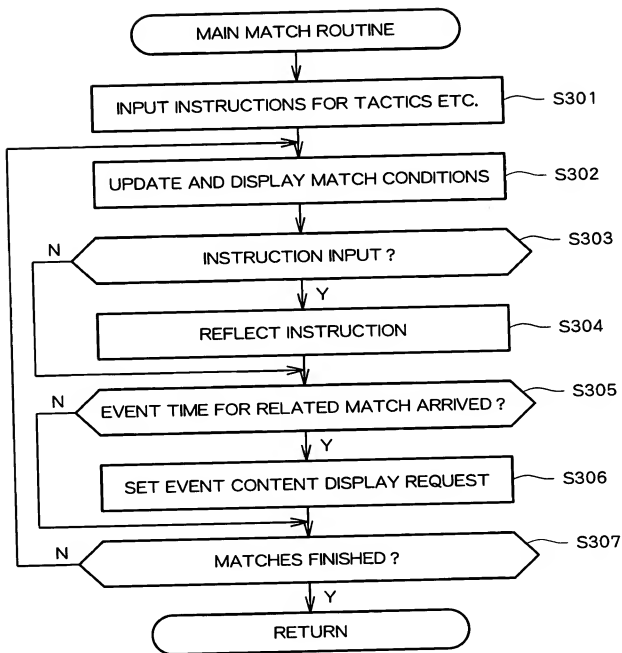 MAIN MATCH ROUTINE
INPUT INSTRUCTIONS FOR TACTICS ETC.
S301
UPDATE AND DISPLAY MATCH CONDITIONS
S302
N
INSTRUCTION INPUT ?
S303
Y
REFLECT INSTRUCTION
S304
N
EVENT TIME FOR RELATED MATCH ARRIVED ?
S305
Y
SET EVENT CONTENT DISPLAY REQUEST
S306
N
MATCHES FINISHED ?
S307
Y
RETURN